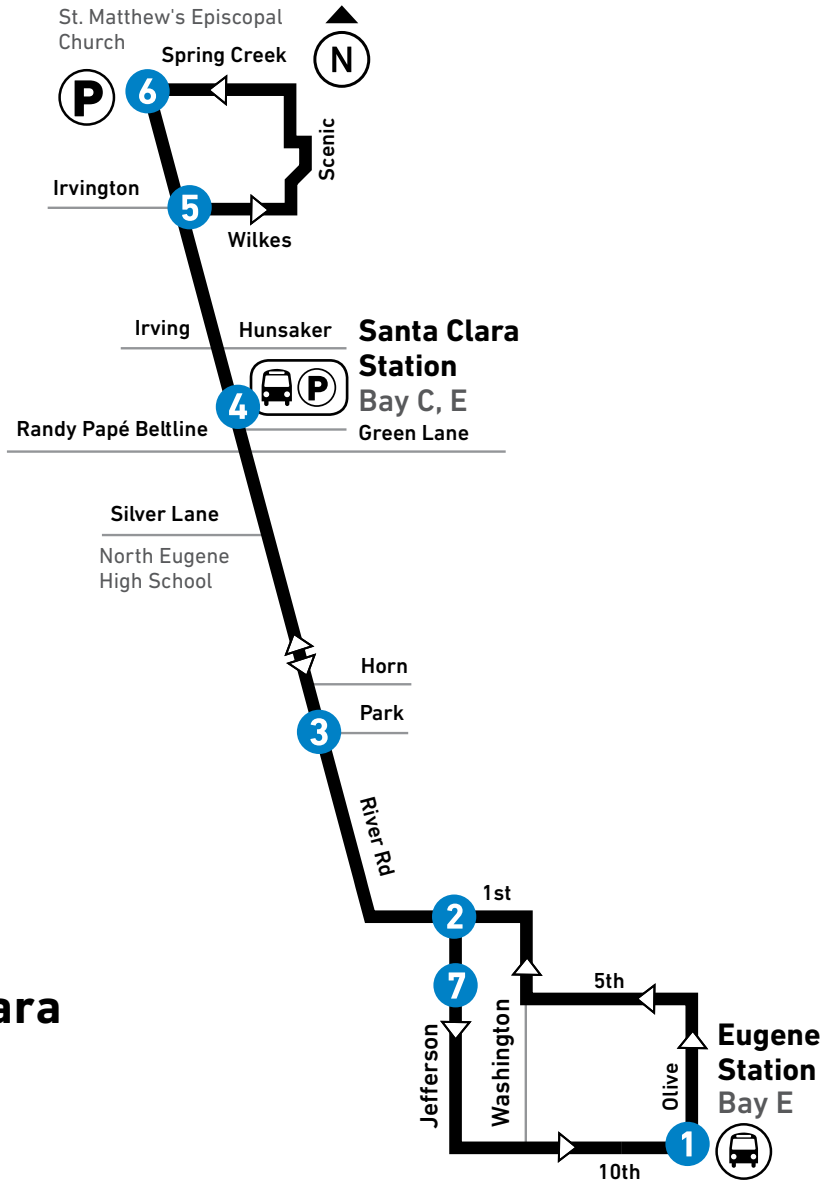 St. Matthew's Episcopal
Church
Spring Creek
N
P
6
Scenic
Irvington
5
Wilkes
Irving
Hunsaker
Santa Clara
Station
P
4
Bay C, E
Randy Papé Beltline
Green Lane
Silver Lane
North Eugene
High School
Horn
Park
3
River Rd
1st
2
7
5th
ara
Jefferson
Washington
Olive
Eugene
Station
Bay E
1
10th